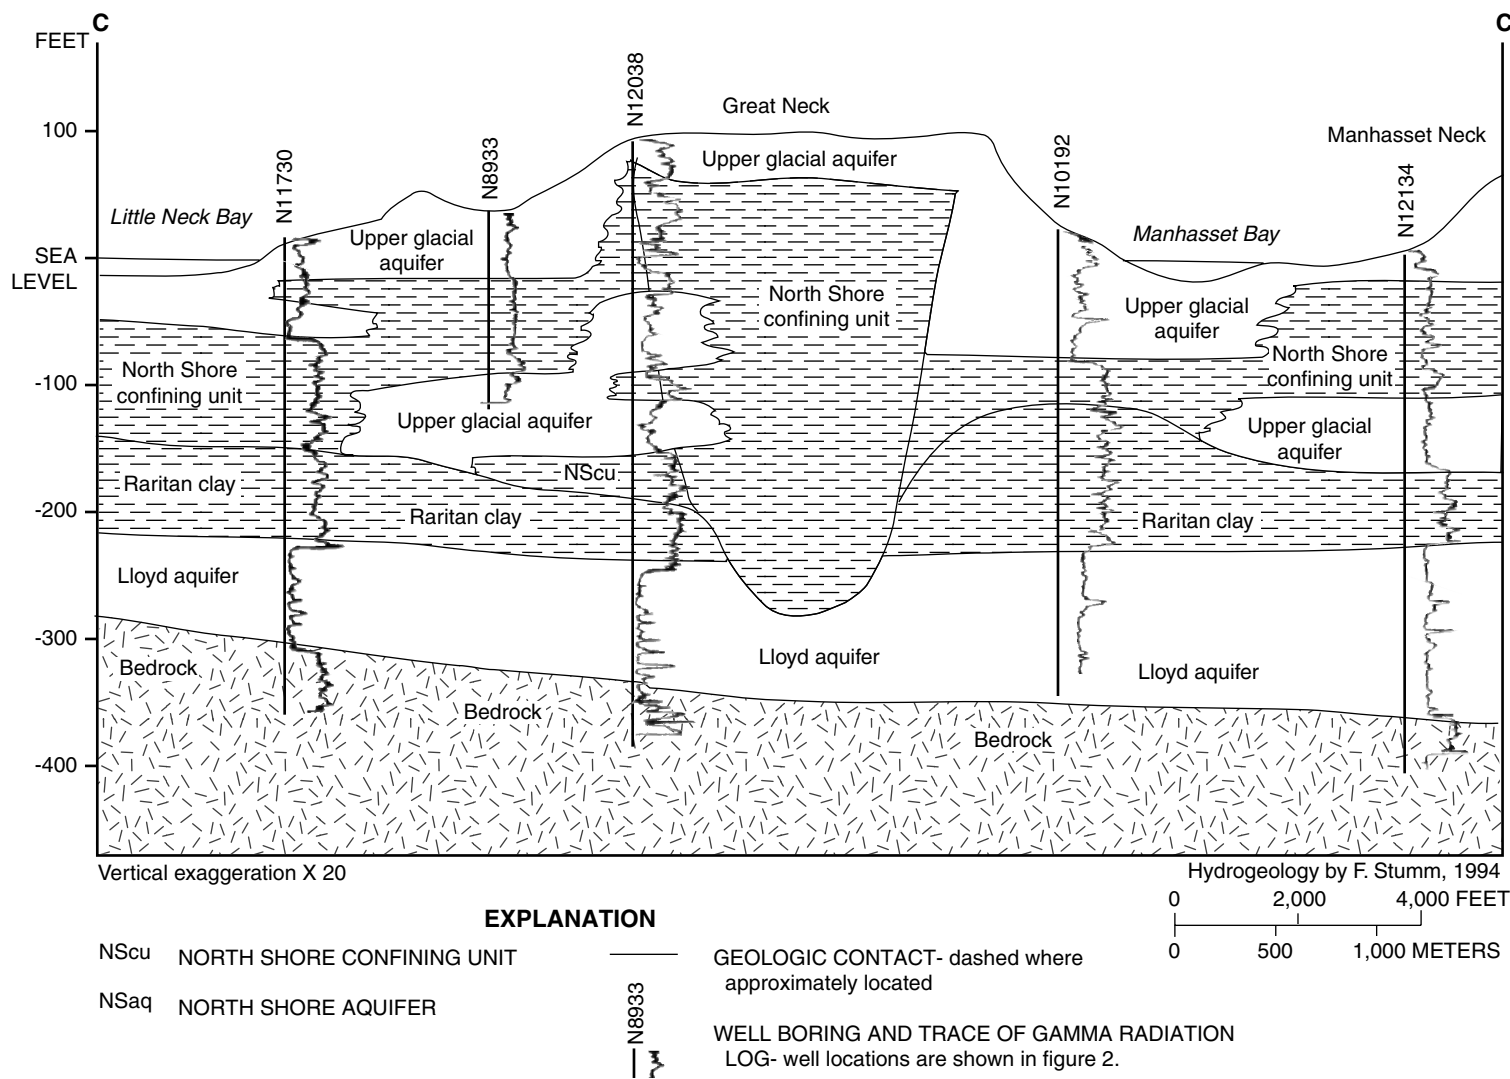 C
C
FEET
100
SEA
LEVEL
-100
-200
-300
-400
N11730
N8933
N12038
N10192
N12134
Great Neck
Manhasset Neck
Little Neck Bay
Manhasset Bay
Upper glacial aquifer
Upper glacial
aquifer
North Shore
confining unit
Upper glacial
aquifer
North Shore
confining unit
North Shore
confining unit
Upper glacial aquifer
Upper glacial
aquifer
NScu
Raritan clay
Raritan clay
Raritan clay
Lloyd aquifer
Lloyd aquifer
Lloyd aquifer
Bedrock
Bedrock
Bedrock
Vertical exaggeration X 20
Hydrogeology by F. Stumm, 1994
0 2,000 4,000 FEET
0 500 1,000 METERS
EXPLANATION
NScu NORTH SHORE CONFINING UNIT
NSaq NORTH SHORE AQUIFER
GEOLOGIC CONTACT- dashed where
approximately located
N8933
WELL BORING AND TRACE OF GAMMA RADIATION
LOG- well locations are shown in figure 2.